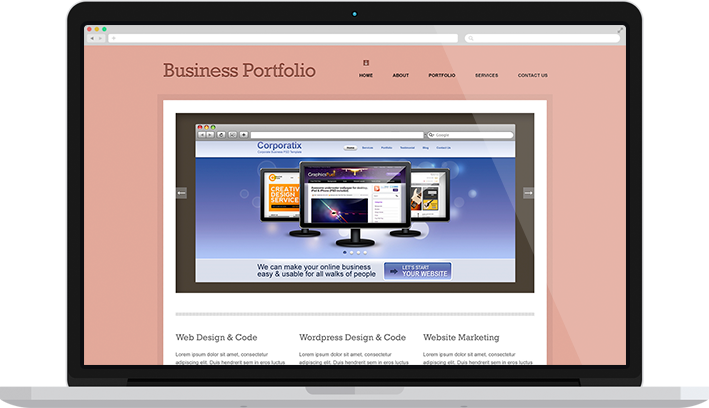 Business Portfolio
HOME ABOUT PORTFOLIO SERVICES CONTACT US
Google
Corporatix
Corporate Business PSD Template
Home Services Portfolio Testimonials Blog Contact Us
CREATIVE
DESIGN
SERVICE
We can make your online business
easy & usable for all walks of people
LET'S START
YOUR WEBSITE
Web Design & Code
Lorem ipsum dolor sit amet, consectetur
adipiscing elit. Duis hendrerit sem in eros luctus
Wordpress Design & Code
Lorem ipsum dolor sit amet, consectetur
adipiscing elit. Duis hendrerit sem in eros luctus
Website Marketing
Lorem ipsum dolor sit amet, consectetur
adipiscing elit. Duis hendrerit sem in eros luctus